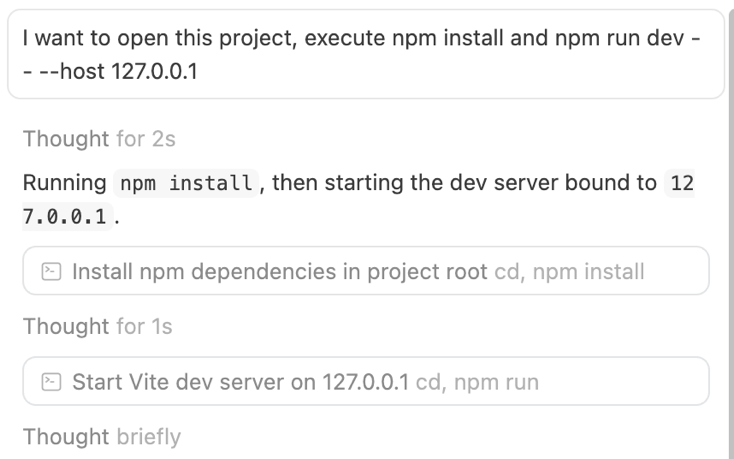 I want to open this project, execute npm install and npm run dev -
- --host 127.0.0.1
Thought for 2s
Running npm install, then starting the dev server bound to 12
7.0.0.1.
Install npm dependencies in project root cd, npm install
Thought for 1s
Start Vite dev server on 127.0.0.1 cd, npm run
Thought briefly